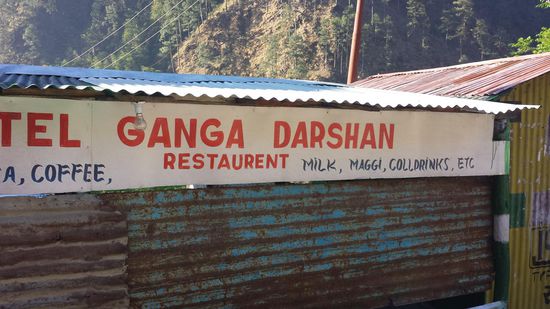 TEL GANGA DARSHAN
RESTAURENT MILK, MAGGI, COLLDRINKS, ETC
A, COFFEE,